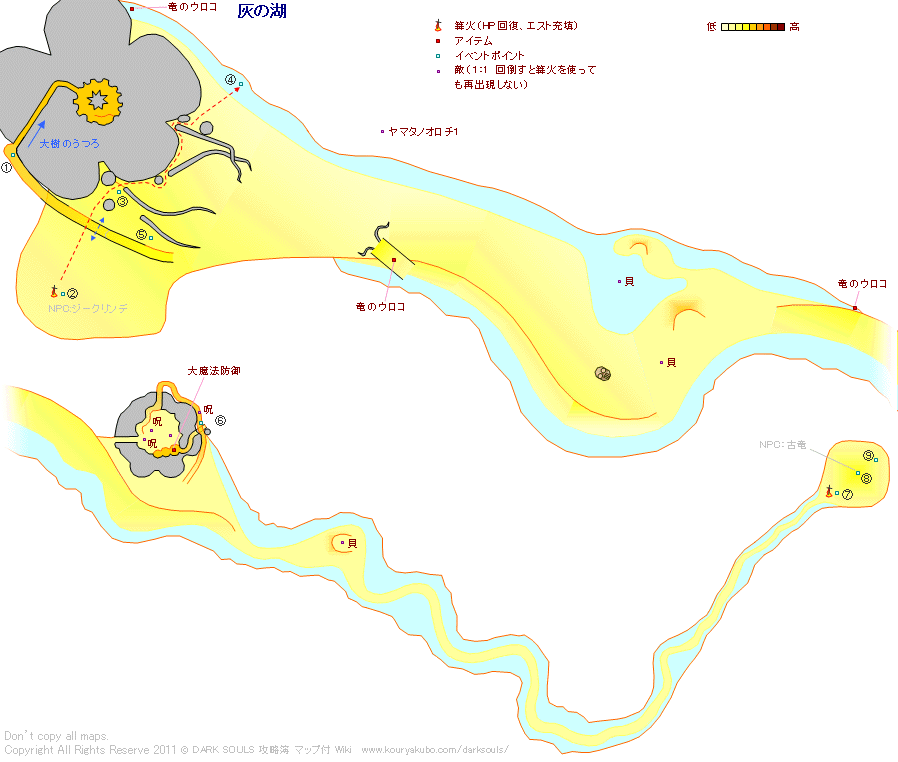 竜のウロコ
灰の湖
篝火(HP回復、エスト充填)
アイテム
イベントポイント
敵(1:1 回倒すと篝火を使って
も再出現しない)
低
高
④
大樹のうつろ
ヤマタノオロチ1
①
③
⑤
②
NPC:ジークリンデ
竜のウロコ
貝
竜のウロコ
貝
大魔法防御
呪
呪
呪
⑥
NPC:古竜
⑨
⑧
⑦
貝
Don't copy all maps.
Copyright All Rights Reserve 2011 © DARK SOULS 攻略簿 マップ付 Wiki www.kouryakubo.com/darksouls/